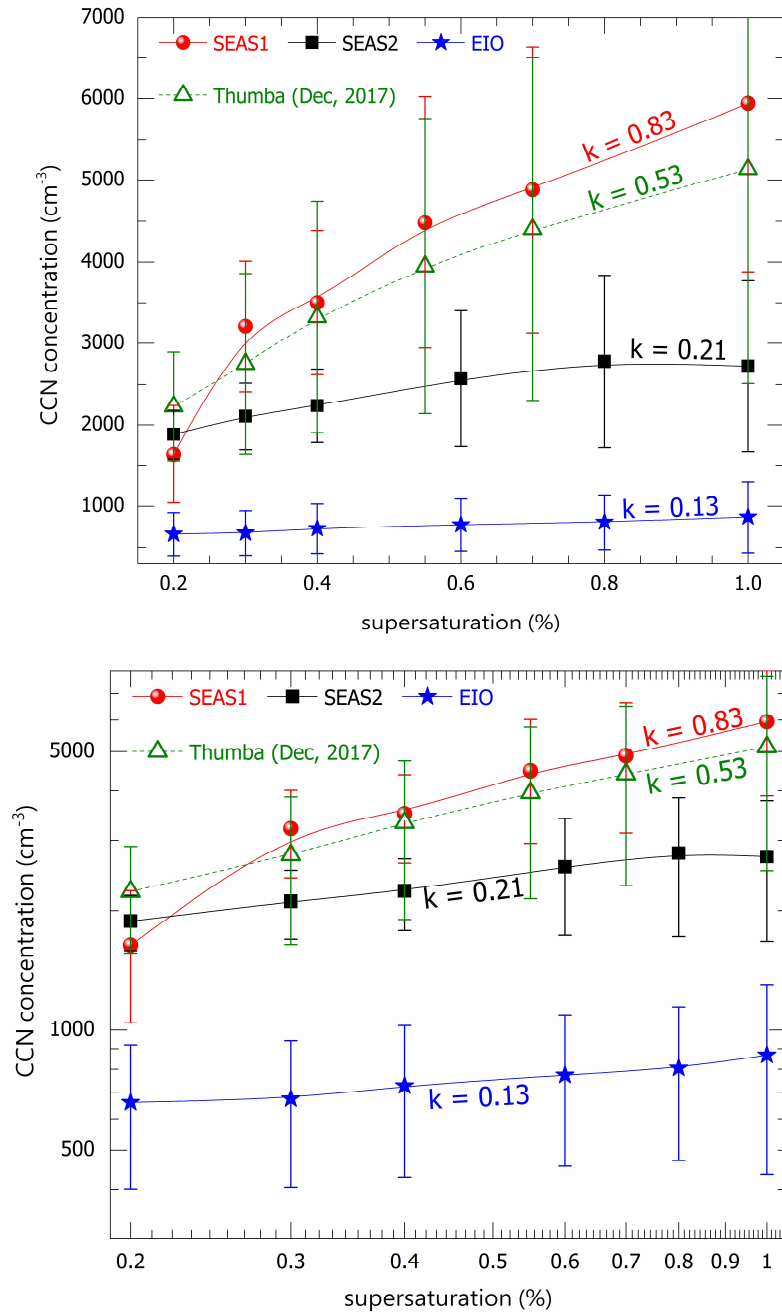 7000
6000
5000
4000
3000
2000
1000
CCN concentration (cm-3)
SEAS1 SEAS2 EIO
Thumba (Dec, 2017)
k = 0.83
k = 0.53
k = 0.21
k = 0.13
0.2 0.4 0.6 0.8 1.0
supersaturation (%)
SEAS1 SEAS2 EIO
Thumba (Dec, 2017)
5000
1000
500
CCN concentration (cm-3)
k = 0.83
k = 0.53
k = 0.21
k = 0.13
0.2 0.3 0.4 0.5 0.6 0.7 0.8 1
supersaturation (%)